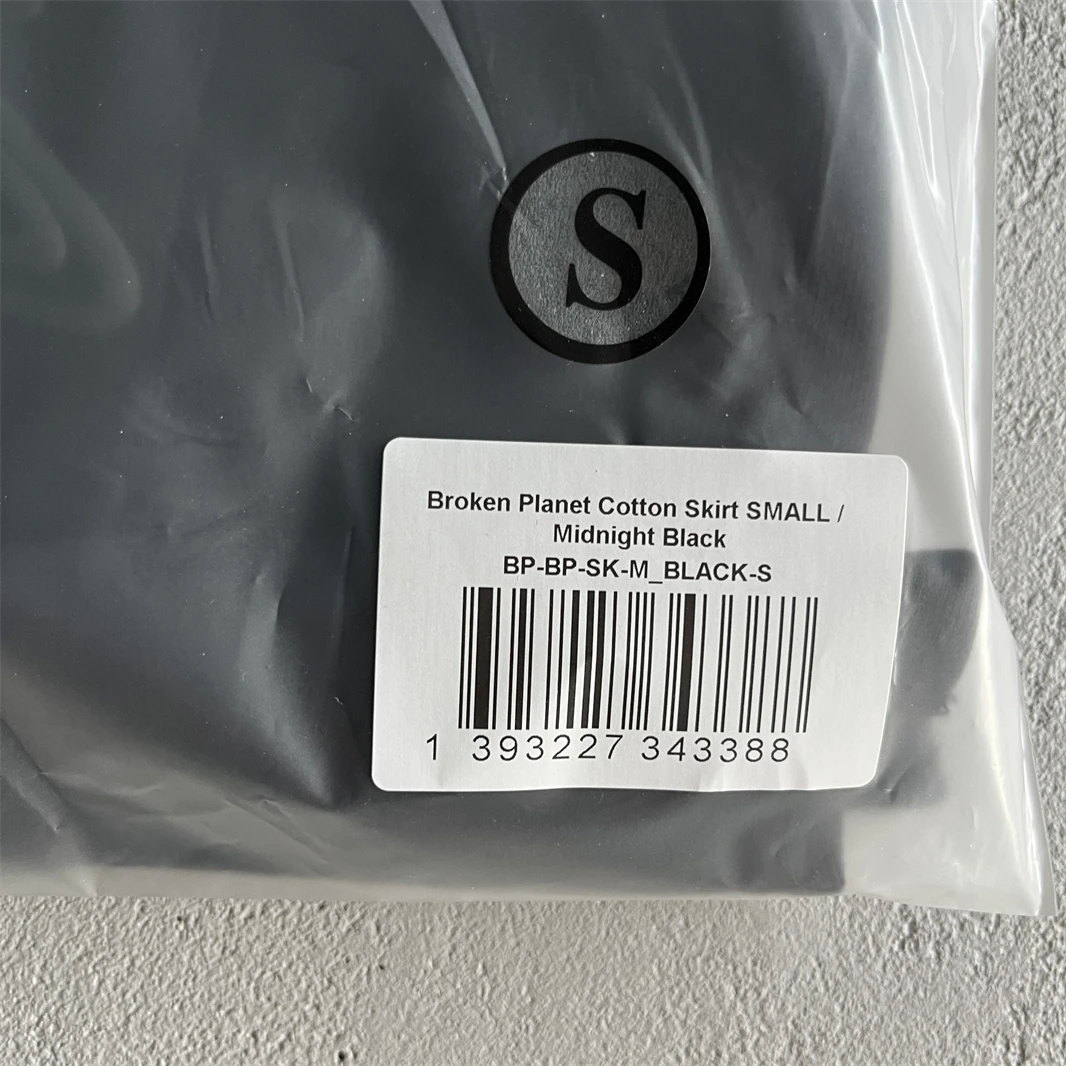 S
Broken Planet Cotton Skirt SMALL /
Midnight Black
BP-BP-SK-M_BLACK-S
1 393227 343388